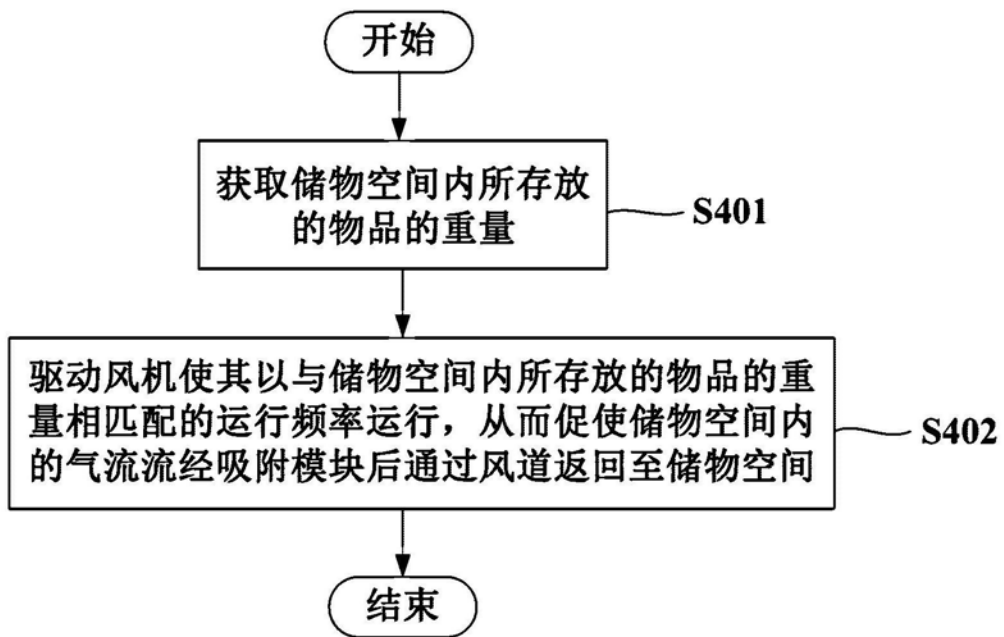 开始
获取储物空间内所存放
的物品的重量
S401
驱动风机使其以与储物空间内所存放的物品的重
量相匹配的运行频率运行，从而促使储物空间内
的气流流经吸附模块后通过风道返回至储物空间
S402
结束